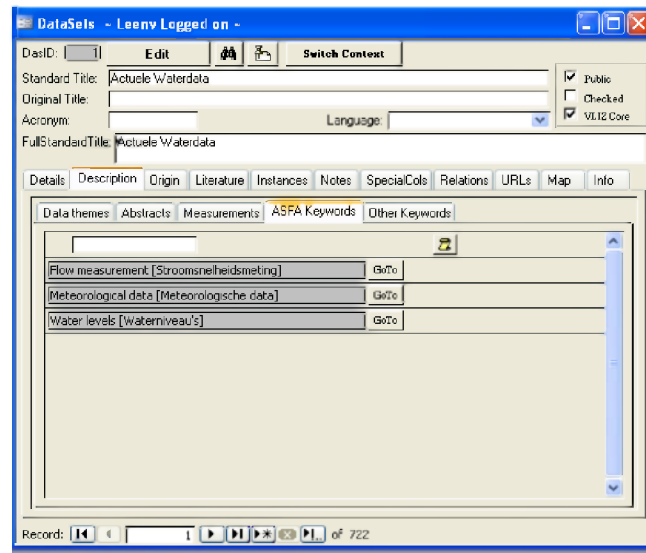 DataSets - Leeny Logged on -
DasID: 1 Edit Switch Context
Standard Title: Actuele Waterdata
Public
Original Title:
Checked
Acronym: Language:
VLIZ Core
FullStandardTitle: Actuele Waterdata
Details Description Origin Literature Instances Notes SpecialCols Relations URLs Map Info
Data themes Abstracts Measurements ASFA Keywords Other Keywords
Flow measurement [Stroomsnelheidsmeting] GoTo
Meteorological data [Meteorologische data] GoTo
Water levels [Waterniveau's] GoTo
Record: 1 of 722